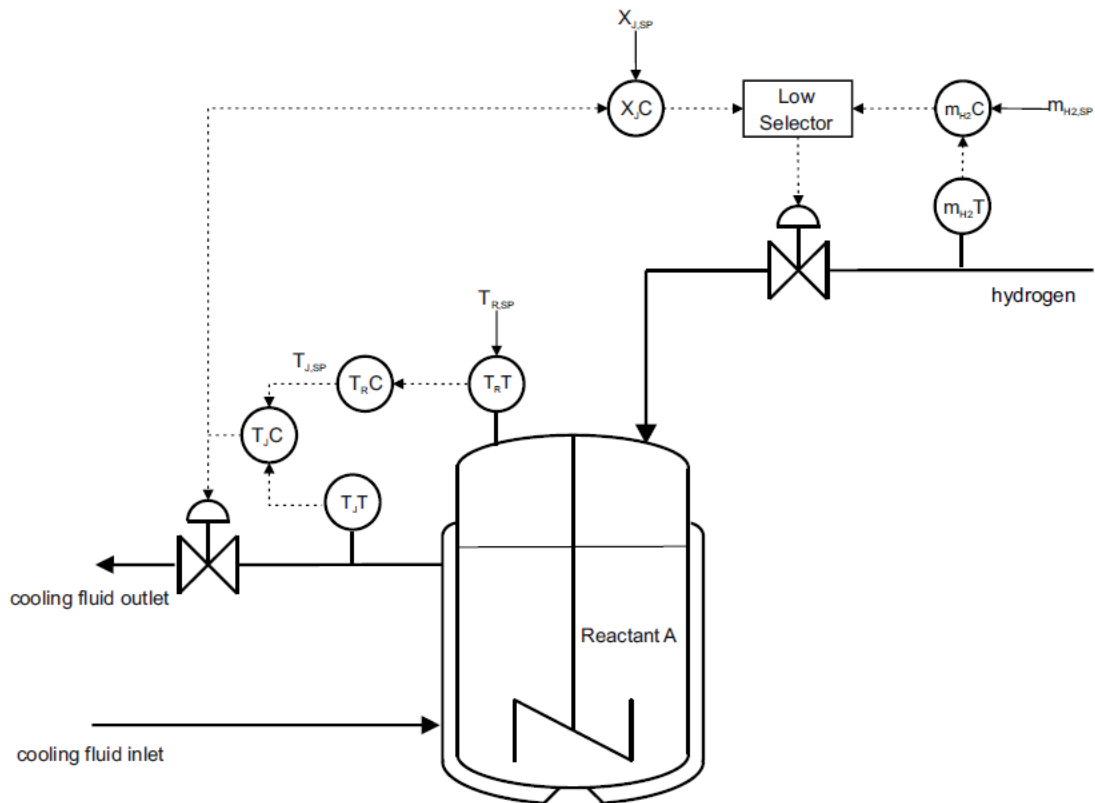 X_J,SP
X_JC
Low
Selector
m_H2C
m_H2,SP
m_H2T
hydrogen
T_R,SP
T_J,SP
T_RC
T_RT
T_JC
T_JT
cooling fluid outlet
Reactant A
cooling fluid inlet